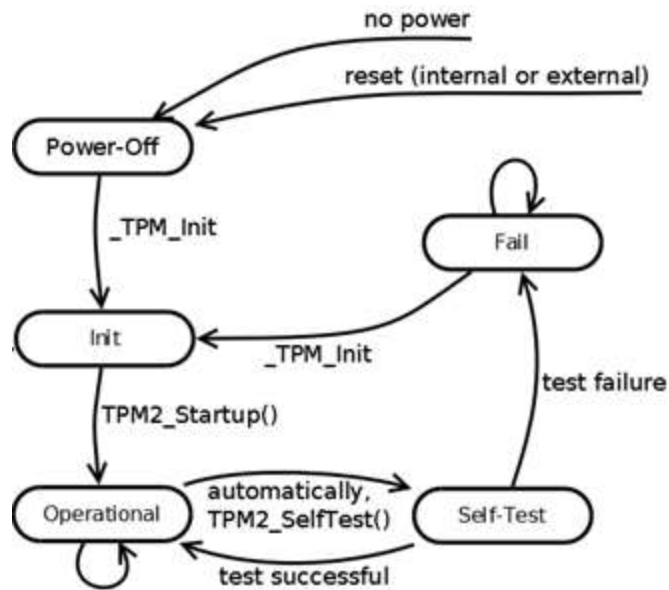 no power
reset (internal or external)
Power-Off
_TPM_Init
Fail
Init
_TPM_Init
test failure
TPM2_Startup()
automatically,
TPM2_SelfTest()
Operational
Self-Test
test successful